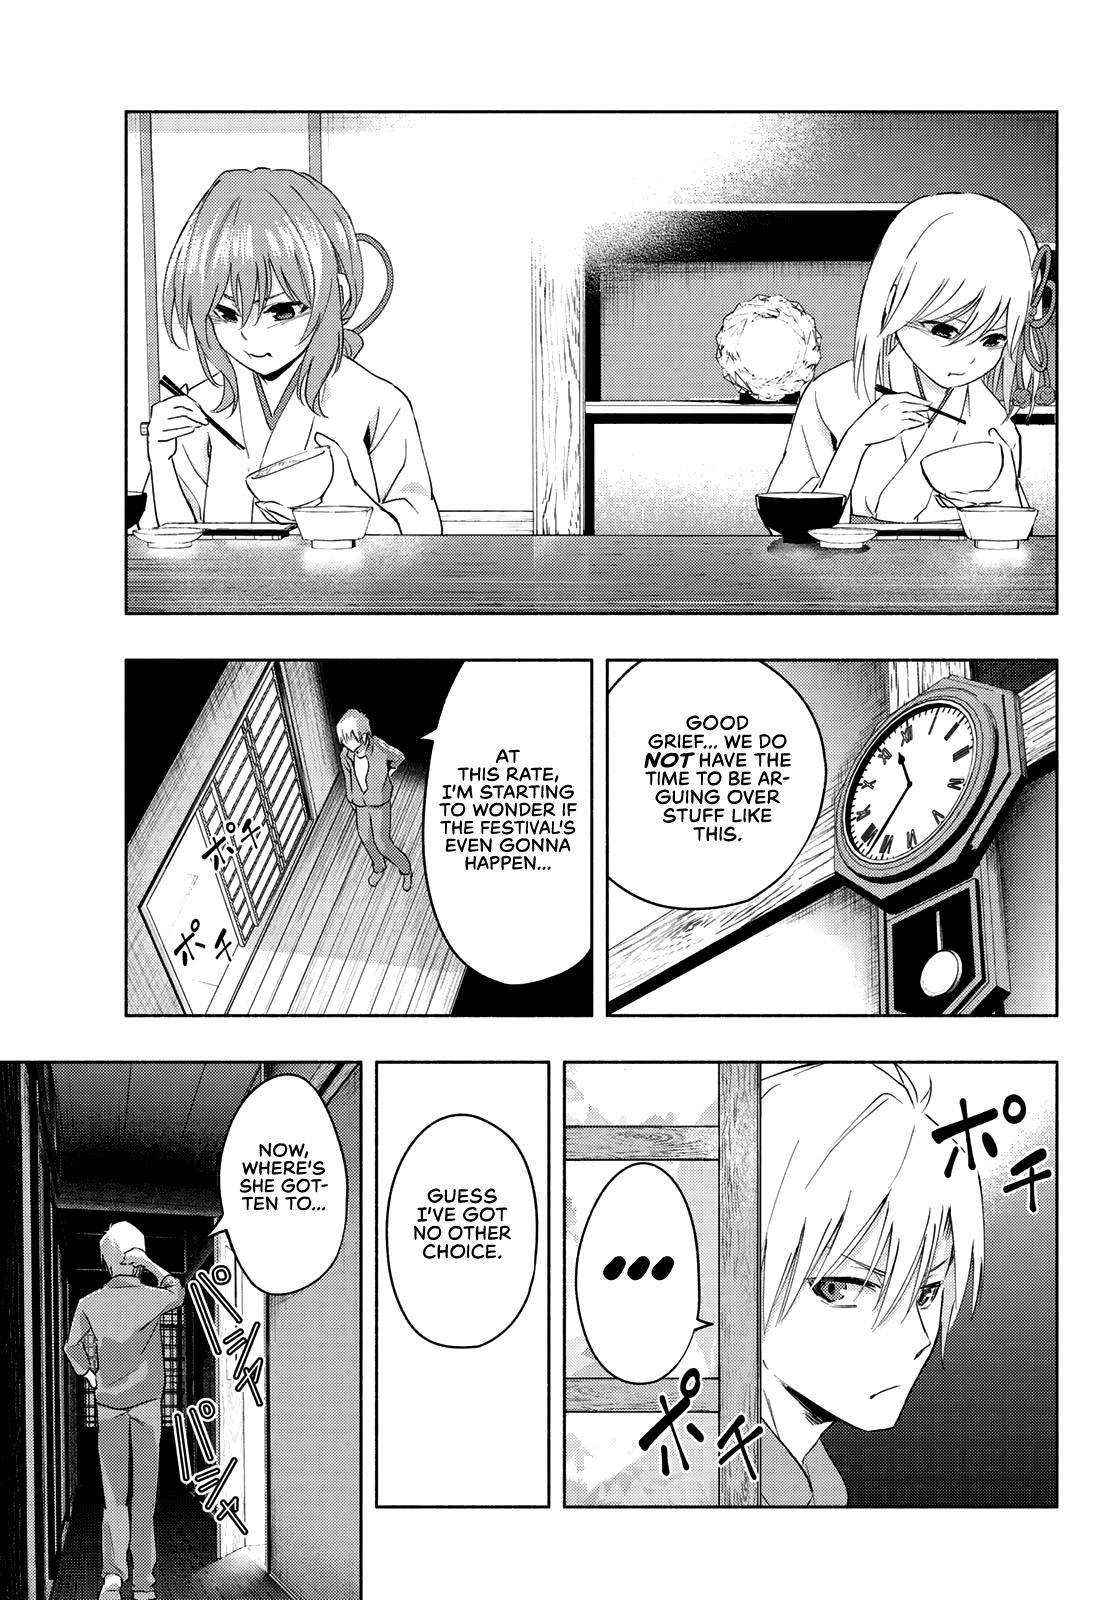 GOOD
GRIEF... WE DO
NOT HAVE THE
TIME TO BE AR-
GUING OVER
STUFF LIKE
THIS.
AT
THIS RATE,
I'M STARTING
TO WONDER IF
THE FESTIVAL'S
EVEN GONNA
HAPPEN...
ポチ
ポチ
ポチ
...
ポチ
GUESS
I'VE GOT
NO OTHER
CHOICE.
NOW,
WHERE'S
SHE GOT-
TEN TO...
パシャ
パシャ